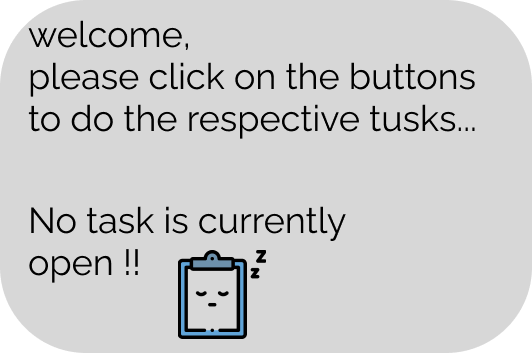 welcome,
please click on the buttons
to do the respective tusks...
No task is currently
open !!
z
z